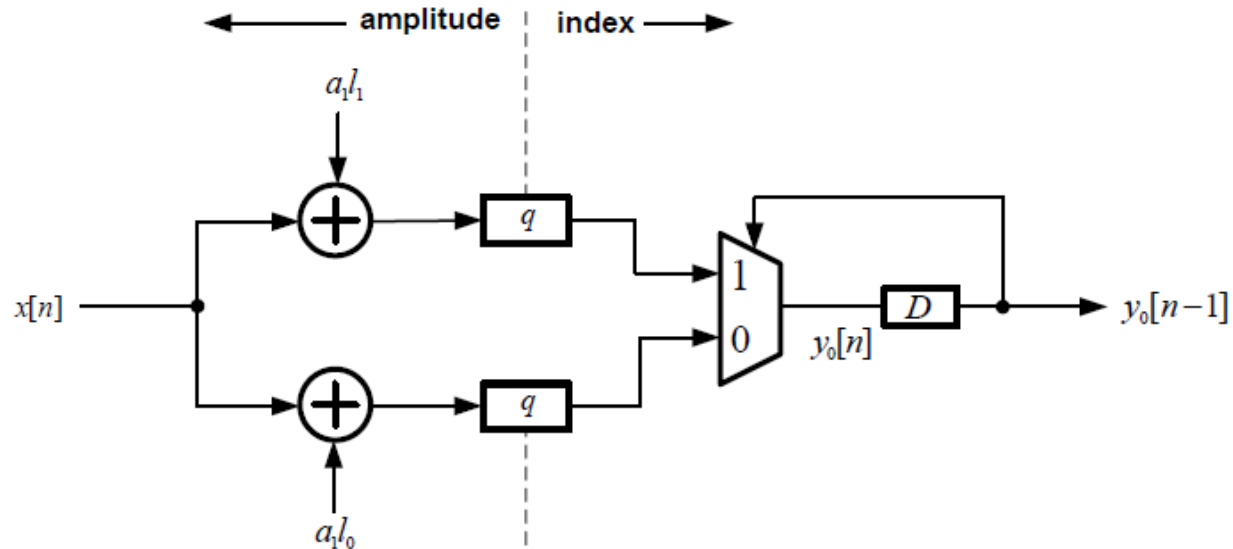 amplitude index
a₁l₁
q
1
x[n]
D
y₀[n−1]
0
y₀[n]
q
a₁l₀